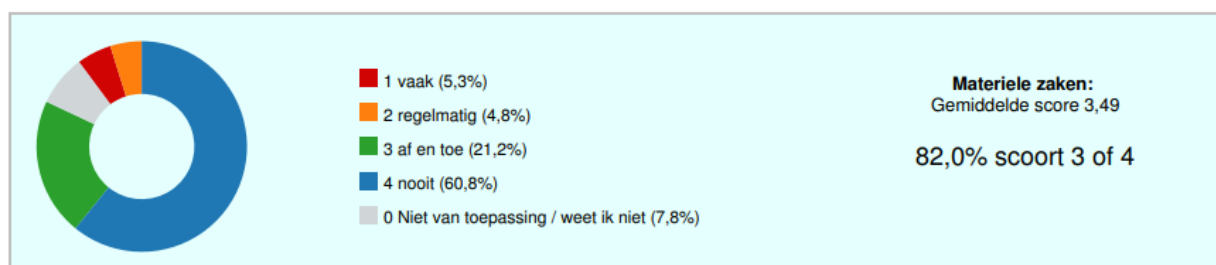 1 vaak (5,3%)
2 regelmatig (4,8%)
3 af en toe (21,2%)
4 nooit (60,8%)
0 Niet van toepassing / weet ik niet (7,8%)
Materiele zaken:
Gemiddelde score 3,49
82,0% scoort 3 of 4